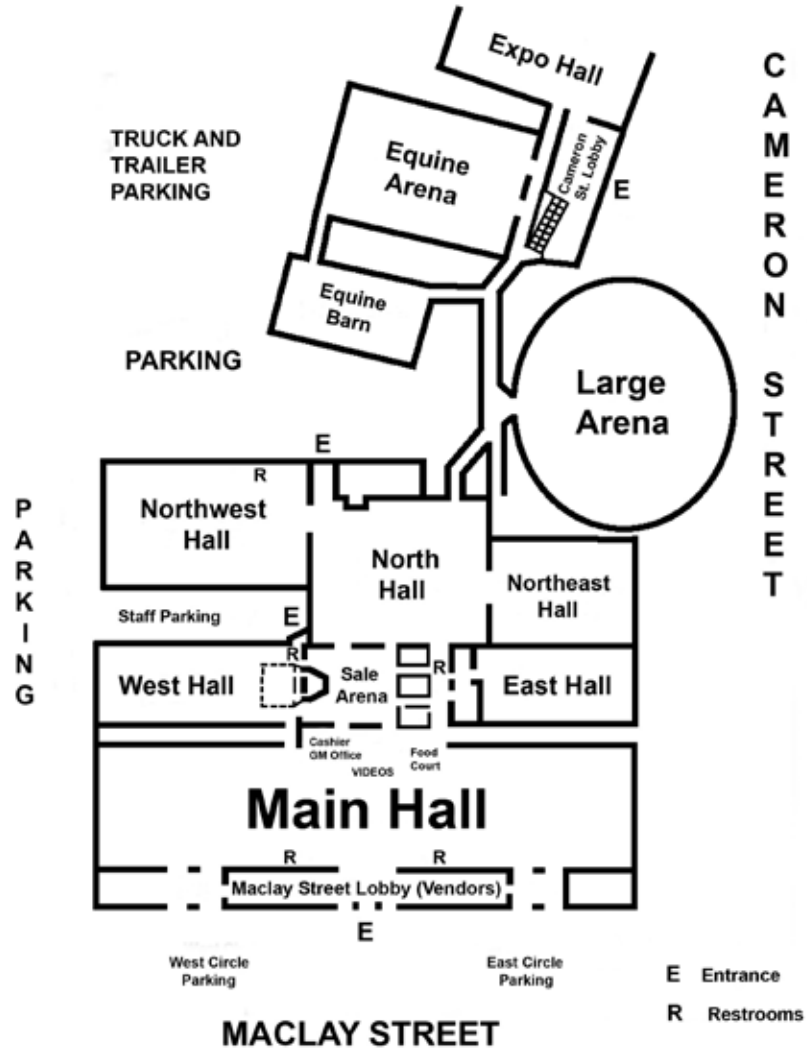 Expo Hall
CAMERON STREET
TRUCK AND
TRAILER
PARKING
Equine
Arena
Cameron
St. Lobby
E
Equine
Barn
PARKING
Large
Arena
E
R
Northwest
Hall
PARKING
North
Hall
Northeast
Hall
Staff Parking
E
R
West Hall
Sale
Arena
R
East Hall
Cashier
GM Office
VIDEOS
Food
Court
Main Hall
R
R
Maclay Street Lobby (Vendors)
E
West Circle
Parking
East Circle
Parking
E Entrance
R Restrooms
MACLAY STREET